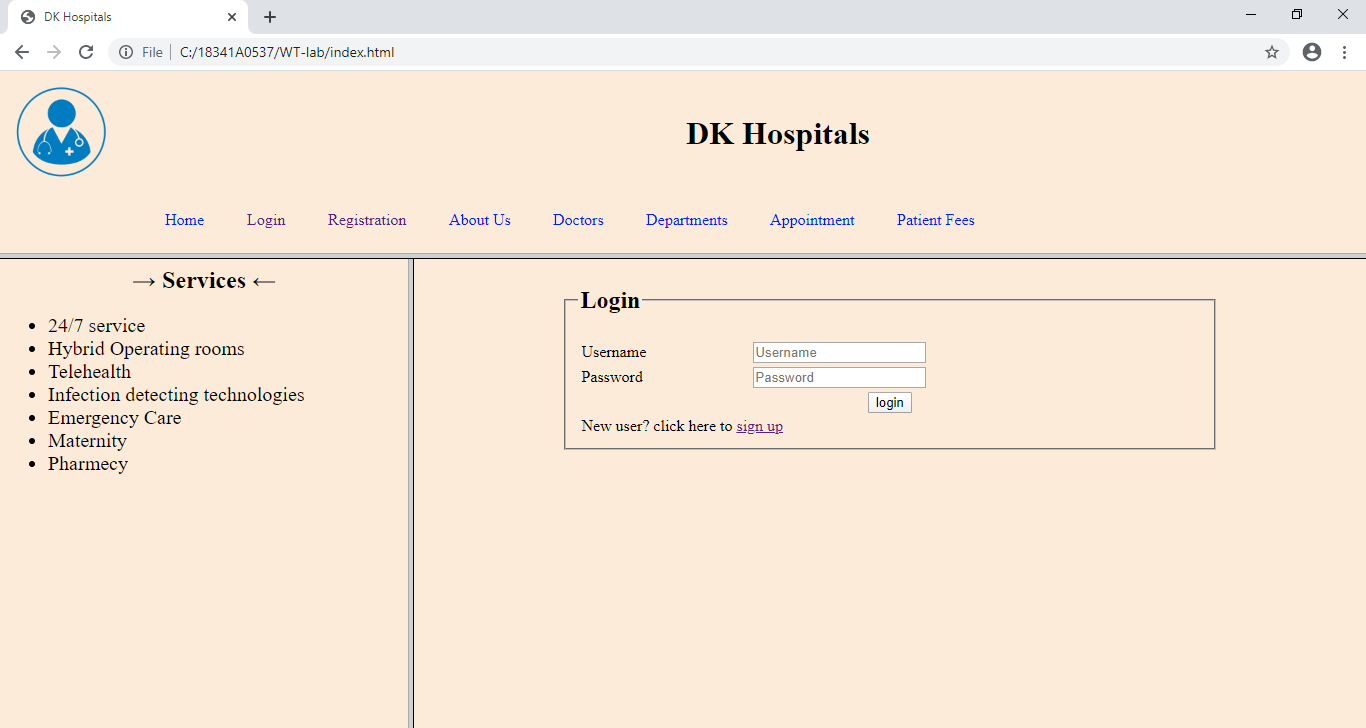 DK Hospitals
File C:/18341A0537/WT-lab/index.html
DK Hospitals
Home Login Registration About Us Doctors Departments Appointment Patient Fees
→ Services ←
• 24/7 service
• Hybrid Operating rooms
• Telehealth
• Infection detecting technologies
• Emergency Care
• Maternity
• Pharmecy
Login
Username Username
Password Password
login
New user? click here to sign up